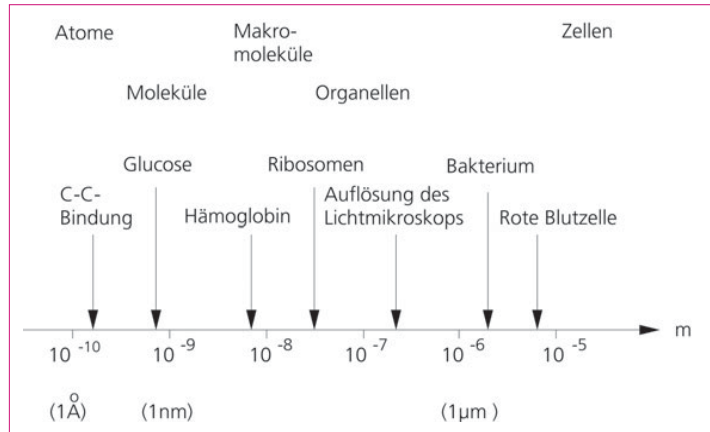 Atome
Makro-
moleküle
Zellen
Moleküle
Organellen
Glucose
Ribosomen
Bakterium
C-C-
Bindung
Hämoglobin
Auflösung des
Lichtmikroskops
Rote Blutzelle
m
10⁻¹⁰ 10⁻⁹ 10⁻⁸ 10⁻⁷ 10⁻⁶ 10⁻⁵
(1Å) (1nm) (1µm )